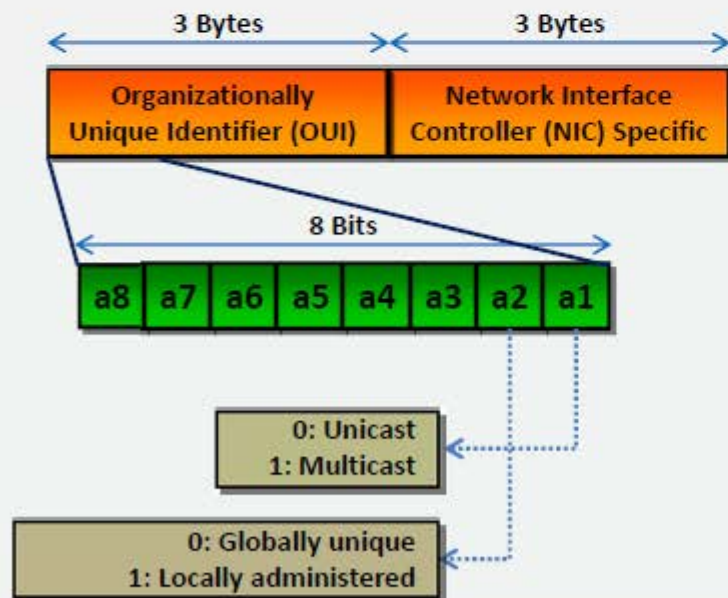 3 Bytes
3 Bytes
Organizationally
Unique Identifier (OUI)
Network Interface
Controller (NIC) Specific
8 Bits
a8 a7 a6 a5 a4 a3 a2 a1
0: Unicast
1: Multicast
0: Globally unique
1: Locally administered